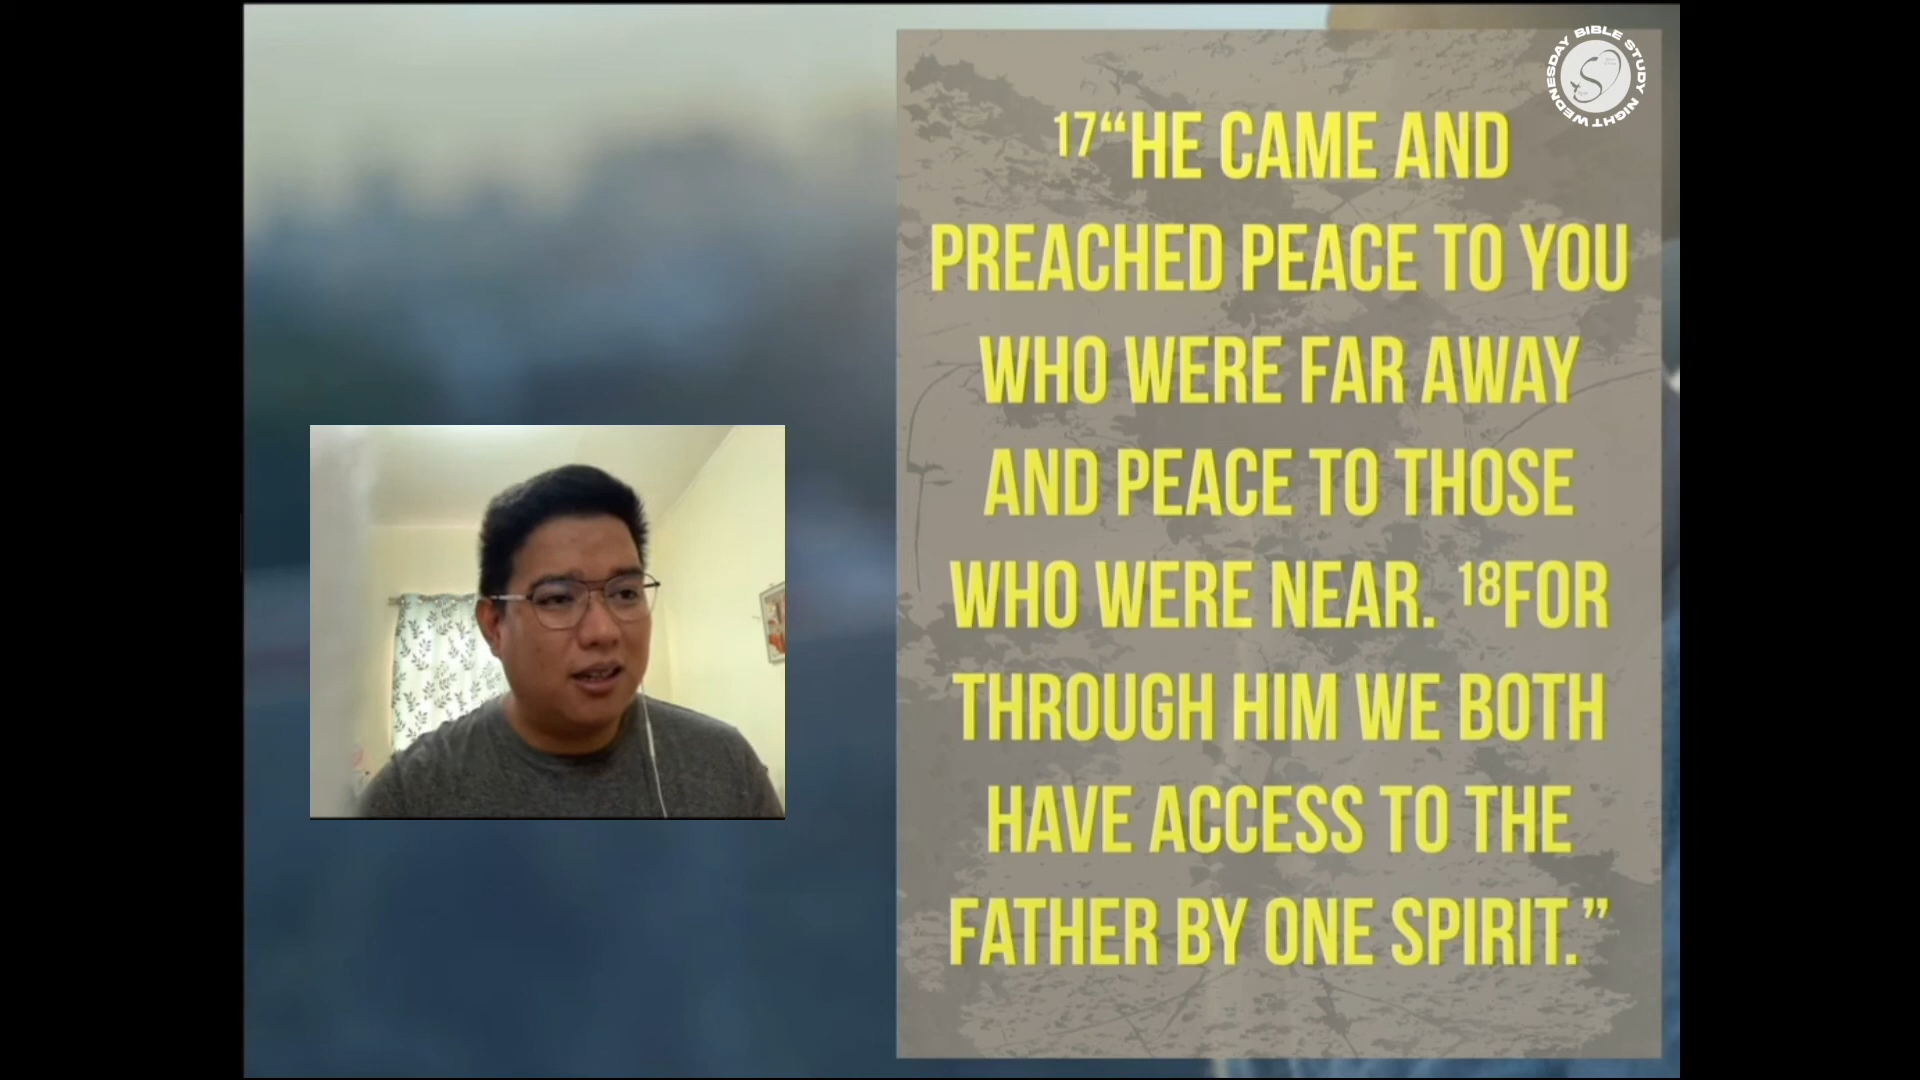 WEDNESDAY BIBLE STUDY NIGHT
¹⁷“HE CAME AND
PREACHED PEACE TO YOU
WHO WERE FAR AWAY
AND PEACE TO THOSE
WHO WERE NEAR. ¹⁸FOR
THROUGH HIM WE BOTH
HAVE ACCESS TO THE
FATHER BY ONE SPIRIT.”